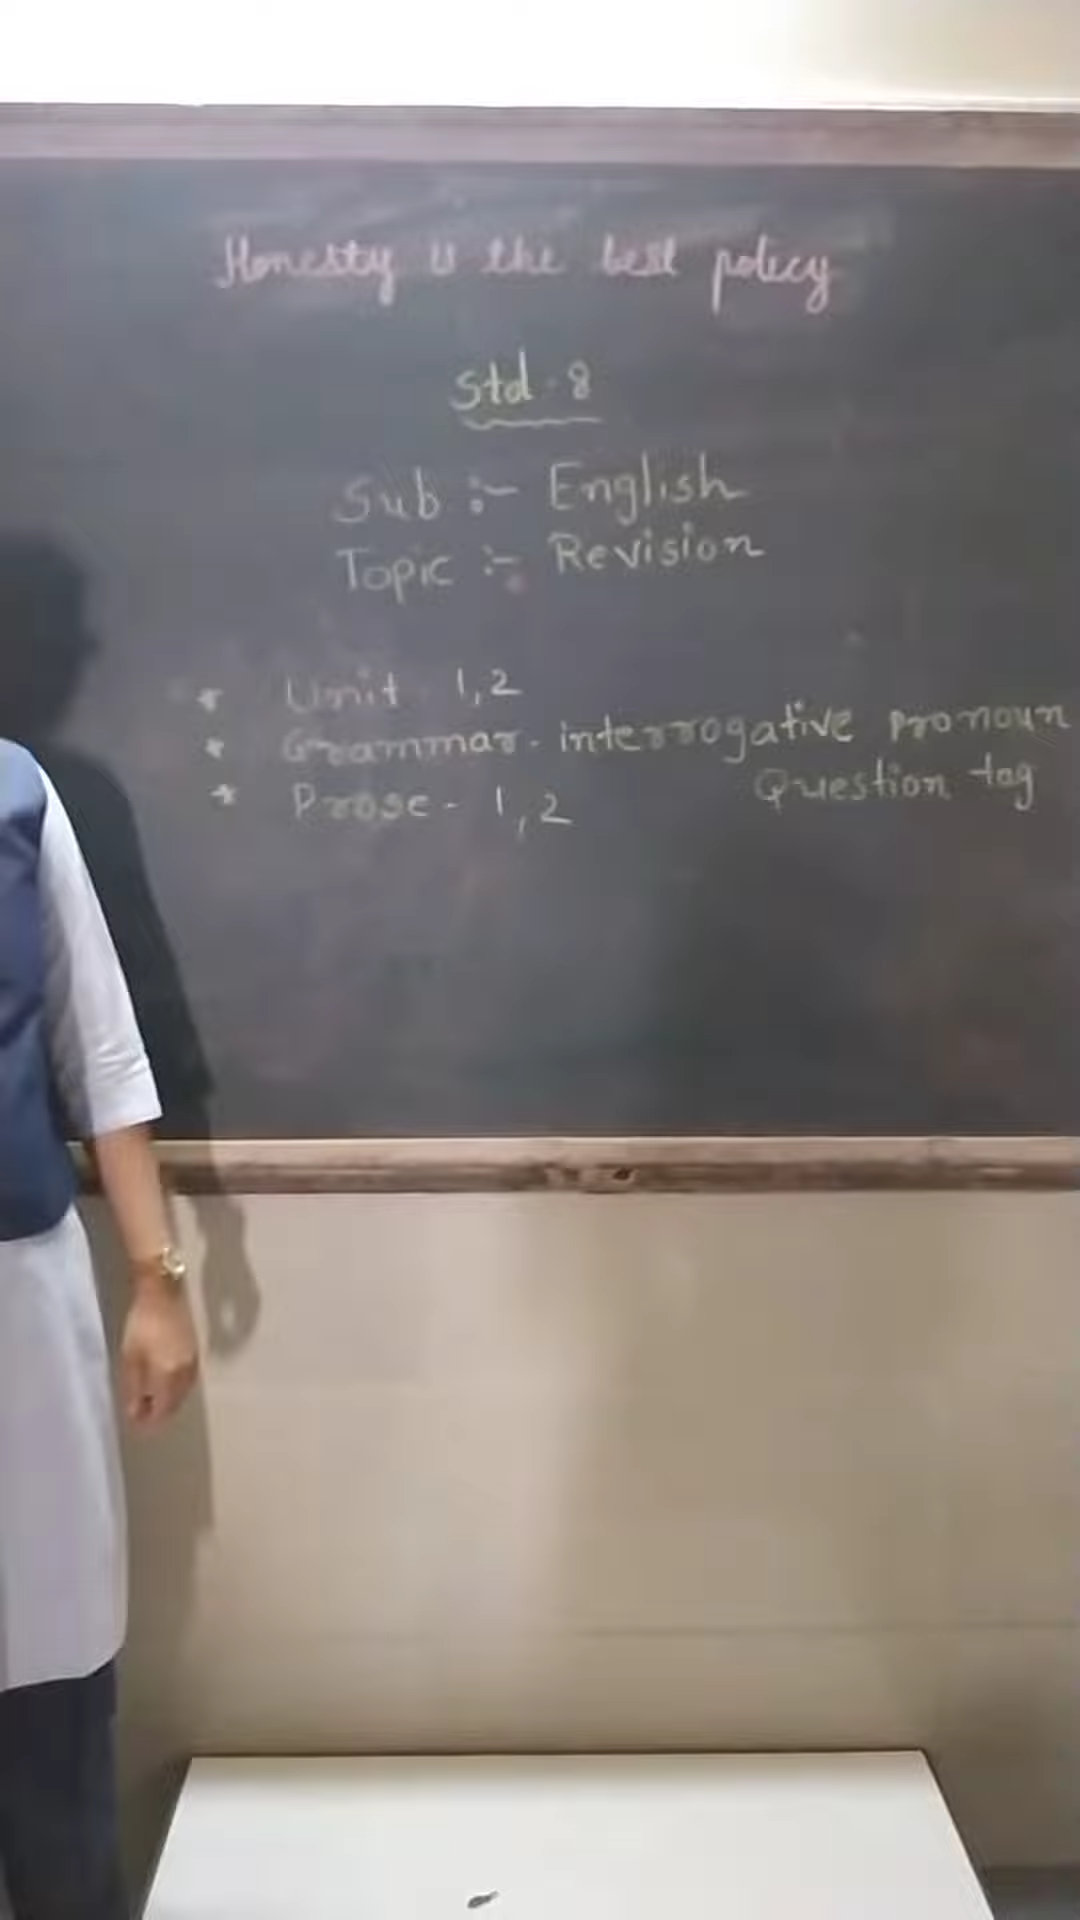 Honesty is the best policy
Std - 8
Sub :- English
Topic :- Revision
* Unit 1,2
* Grammar - interrogative pronoun
Question tag
* Prose - 1,2